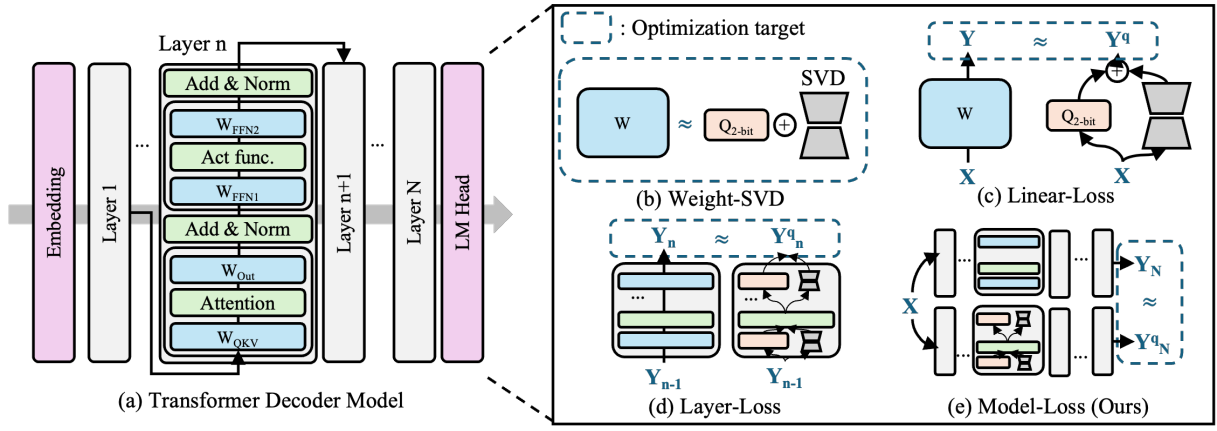 Layer n
Embedding
Layer 1
...
Add & Norm
W_FFN2
Act func.
W_FFN1
Add & Norm
W_Out
Attention
W_QKV
Layer n+1
...
Layer N
LM Head
(a) Transformer Decoder Model
: Optimization target
W
≈
Q_2-bit
+
SVD
(b) Weight-SVD
Y ≈ Y^q
W
X
Q_2-bit
+
X
(c) Linear-Loss
Y_n ≈ Y^q_n
...
...
Y_n-1
Y_n-1
(d) Layer-Loss
X
...
...
Y_N
≈
...
...
Y^q_N
(e) Model-Loss (Ours)